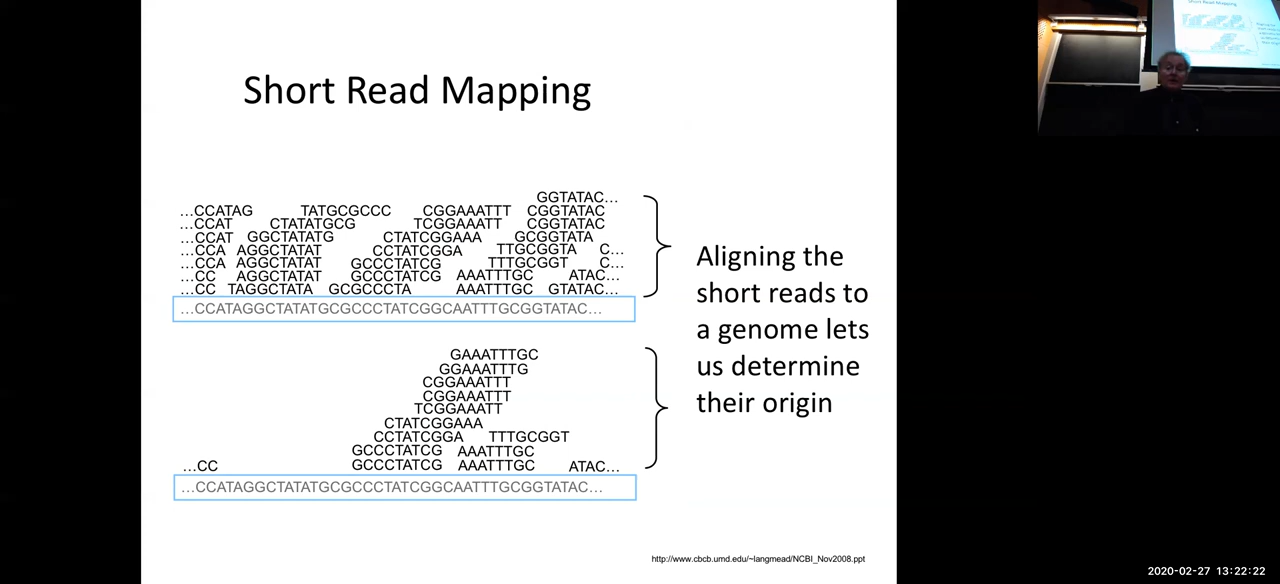 Short Read Mapping
Short Read Mapping
GGTATAC…
…CCATAG TATGCGCCC CGGAAATTT CGGTATAC
…CCAT CTATATGCG TCGGAAATT CGGTATAC
…CCAT GGCTATATG CTATCGGAAA GCGGTATA
…CCA AGGCTATAT CCTATCGGA TTGCGGTA C…
…CCA AGGCTATAT GCCCTATCG TTTGCGGT C…
…CC AGGCTATAT GCCCTATCG AAATTTGC ATAC…
…CC TAGGCTATA GCGCCCTA AAATTTGC GTATAC…
…CCATAGGCTATATGCGCCCTATCGGCAATTTGCGGTATAC…
GAAATTTGC
GGAAATTTG
CGGAAATTT
CGGAAATTT
TCGGAAATT
CTATCGGAAA
CCTATCGGA TTTGCGGT
GCCCTATCG AAATTTGC
…CC GCCCTATCG AAATTTGC ATAC…
…CCATAGGCTATATGCGCCCTATCGGCAATTTGCGGTATAC…
Aligning the
short reads to
a genome lets
us determine
their origin
http://www.cbcb.umd.edu/~langmead/NCBI_Nov2008.ppt
2020-02-27 13:22:22